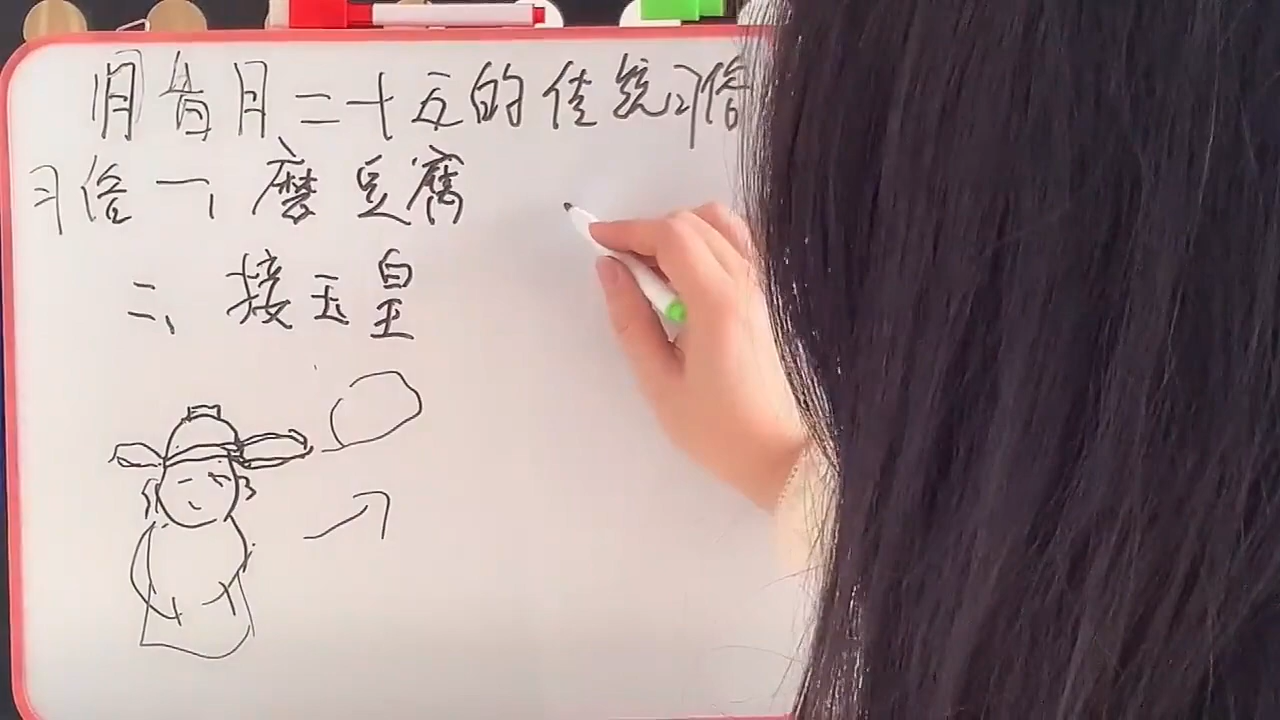 腊月二十五的传统习俗
习俗一、磨豆腐
二、接玉皇